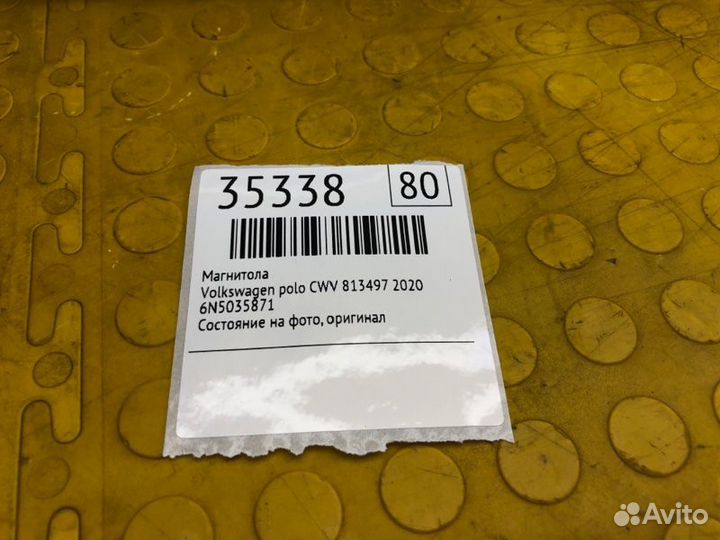 35338 80
Магнитола
Volkswagen polo CWV 813497 2020
6N5035871
Состояние на фото, оригинал
Avito